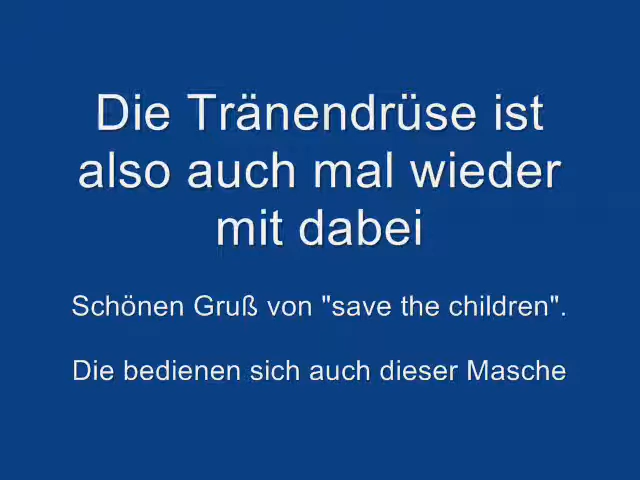 Die Tränendrüse ist
also auch mal wieder
mit dabei
Schönen Gruß von "save the children".
Die bedienen sich auch dieser Masche